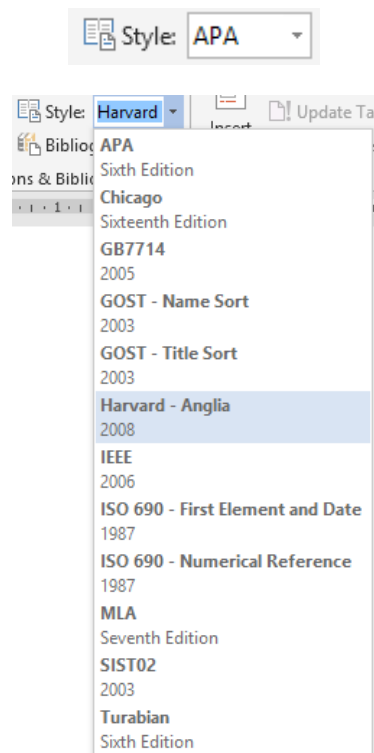 Style: APA
Style: Harvard
Update Ta
Insert
Bibliog
APA
Sixth Edition
ons & Biblio
Chicago
1
Sixteenth Edition
GB7714
2005
GOST - Name Sort
2003
GOST - Title Sort
2003
Harvard - Anglia
2008
IEEE
2006
ISO 690 - First Element and Date
1987
ISO 690 - Numerical Reference
1987
MLA
Seventh Edition
SIST02
2003
Turabian
Sixth Edition